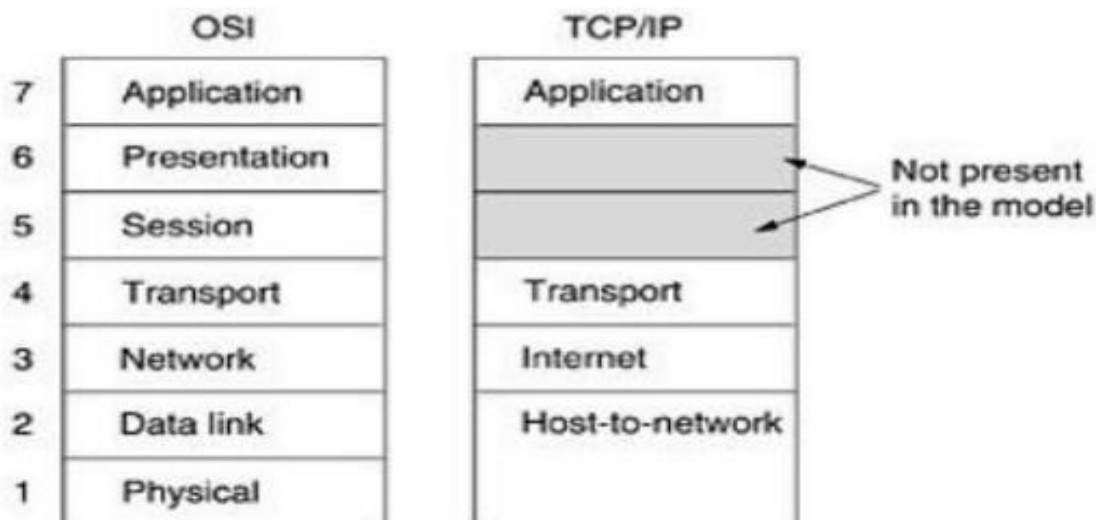 OSI TCP/IP
7 Application Application
6 Presentation
Not present
in the model
5 Session
4 Transport Transport
3 Network Internet
2 Data link Host-to-network
1 Physical